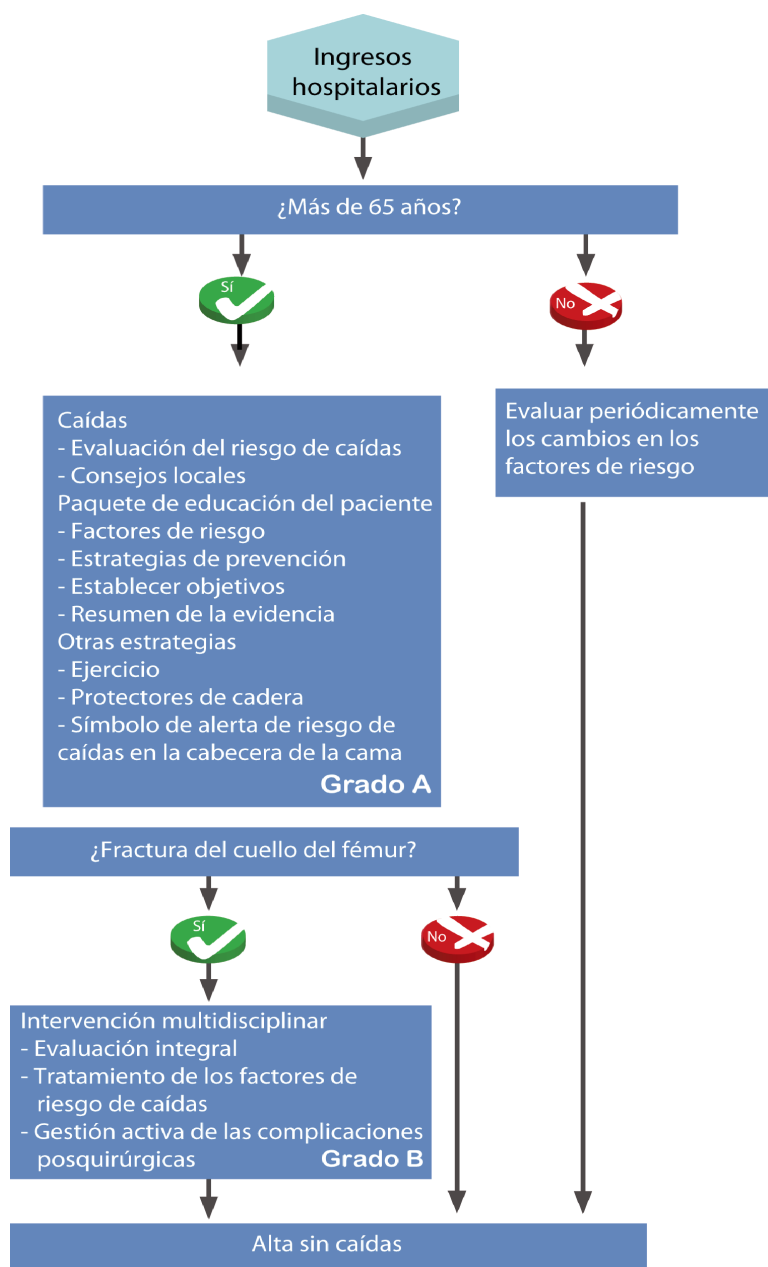 Ingresos
hospitalarios
¿Más de 65 años?
Sí
No
Caídas
- Evaluación del riesgo de caídas
- Consejos locales
Paquete de educación del paciente
- Factores de riesgo
- Estrategias de prevención
- Establecer objetivos
- Resumen de la evidencia
Otras estrategias
- Ejercicio
- Protectores de cadera
- Símbolo de alerta de riesgo de
caídas en la cabecera de la cama
Grado A
Evaluar periódicamente
los cambios en los
factores de riesgo
¿Fractura del cuello del fémur?
Sí
No
Intervención multidisciplinar
- Evaluación integral
- Tratamiento de los factores de
riesgo de caídas
- Gestión activa de las complicaciones
posquirúrgicas
Grado B
Alta sin caídas